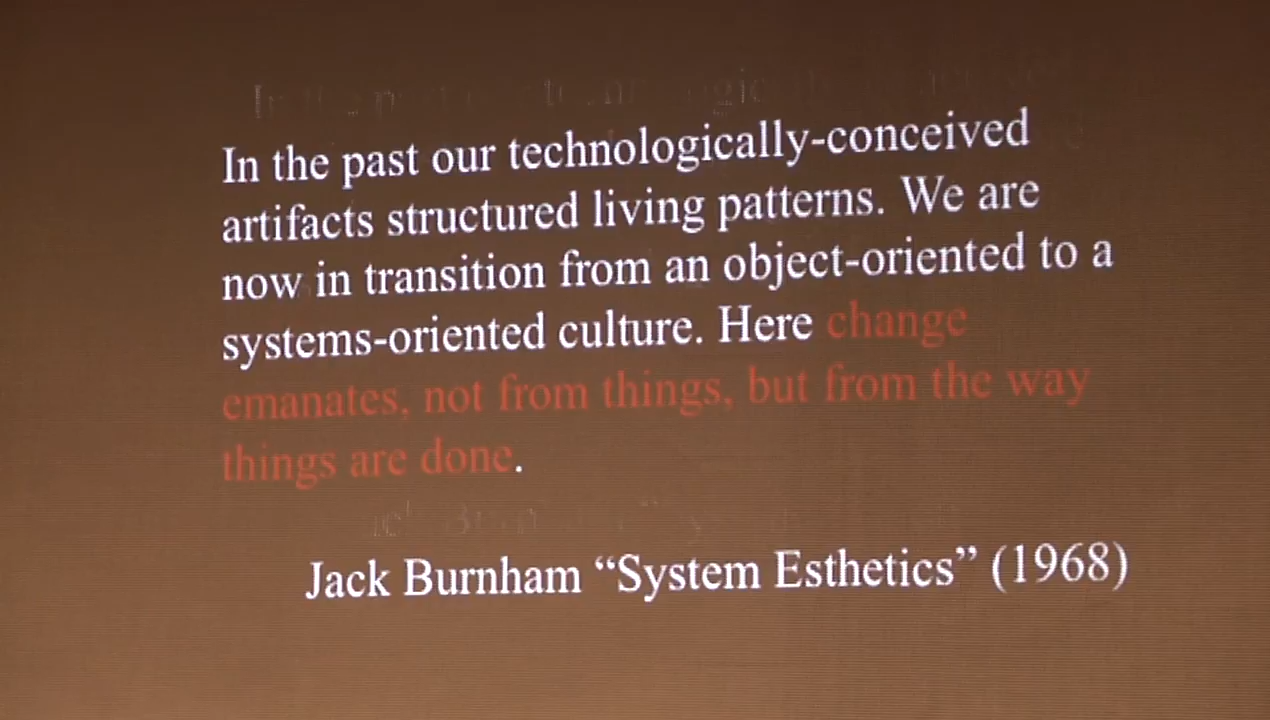 In the past our technologically-conceived
artifacts structured living patterns. We are
now in transition from an object-oriented to a
systems-oriented culture. Here change
emanates, not from things, but from the way
things are done.
Jack Burnham “System Esthetics” (1968)